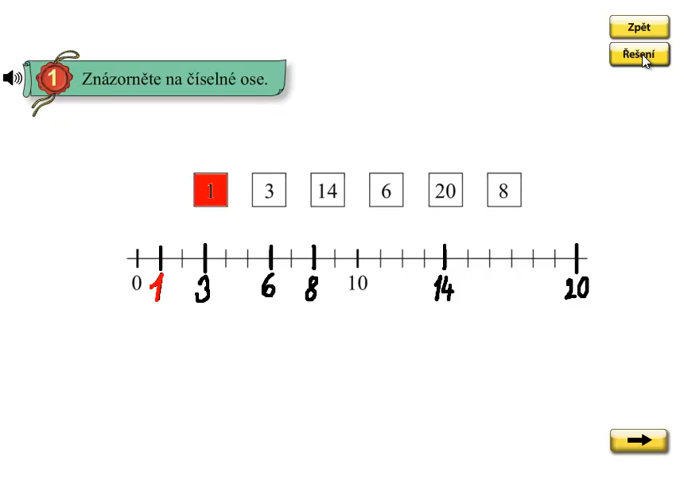 Zpět
Řešení
1 Znázorněte na číselné ose.
1 3 14 6 20 8
0 1 3 6 8 10 14 20